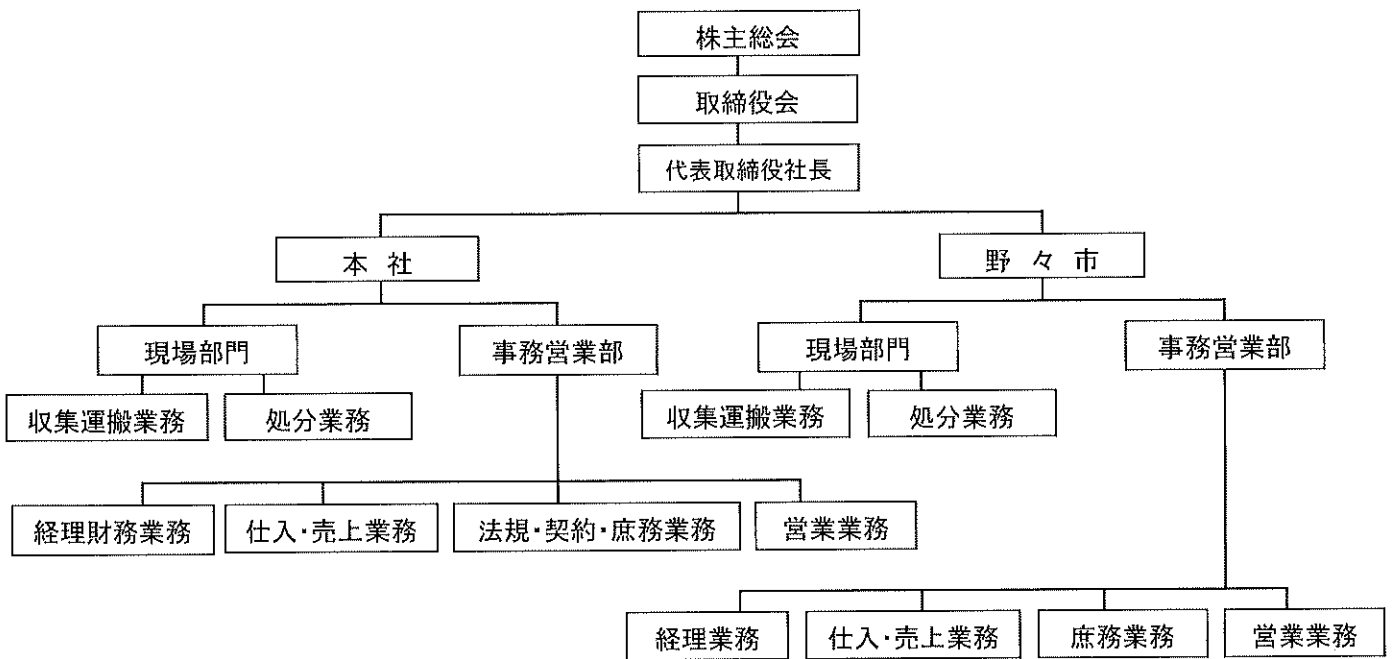 株主総会
取締役会
代表取締役社長
本社
野々市
現場部門
事務営業部
現場部門
事務営業部
収集運搬業務
処分業務
収集運搬業務
処分業務
経理財務業務
仕入・売上業務
法規・契約・庶務業務
営業業務
経理業務
仕入・売上業務
庶務業務
営業業務